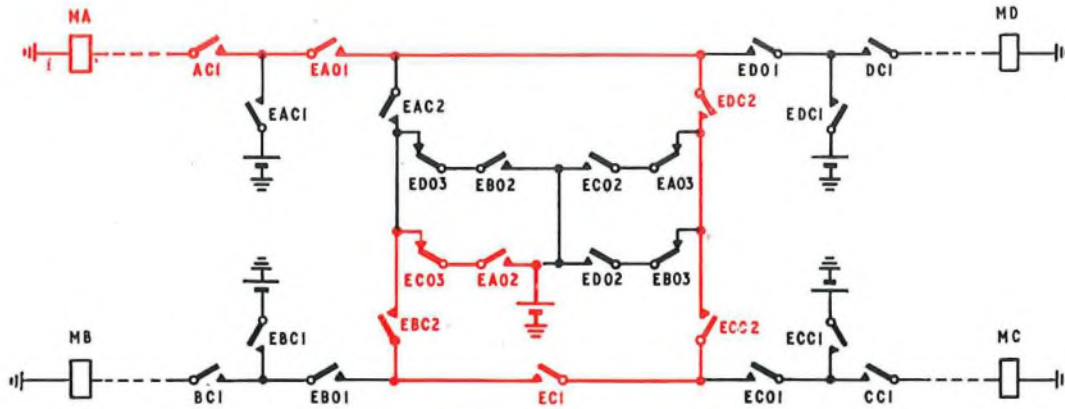 MA
MD
AC1
EA01
ED01
DC1
EAC1
EAC2
EDC2
EDC1
ED03
EB02
EC02
EA03
EC03
EA02
ED02
EB03
EBC2
ECC2
MB
EBC1
ECC1
MC
BC1
EB01
EC1
EC01
CC1